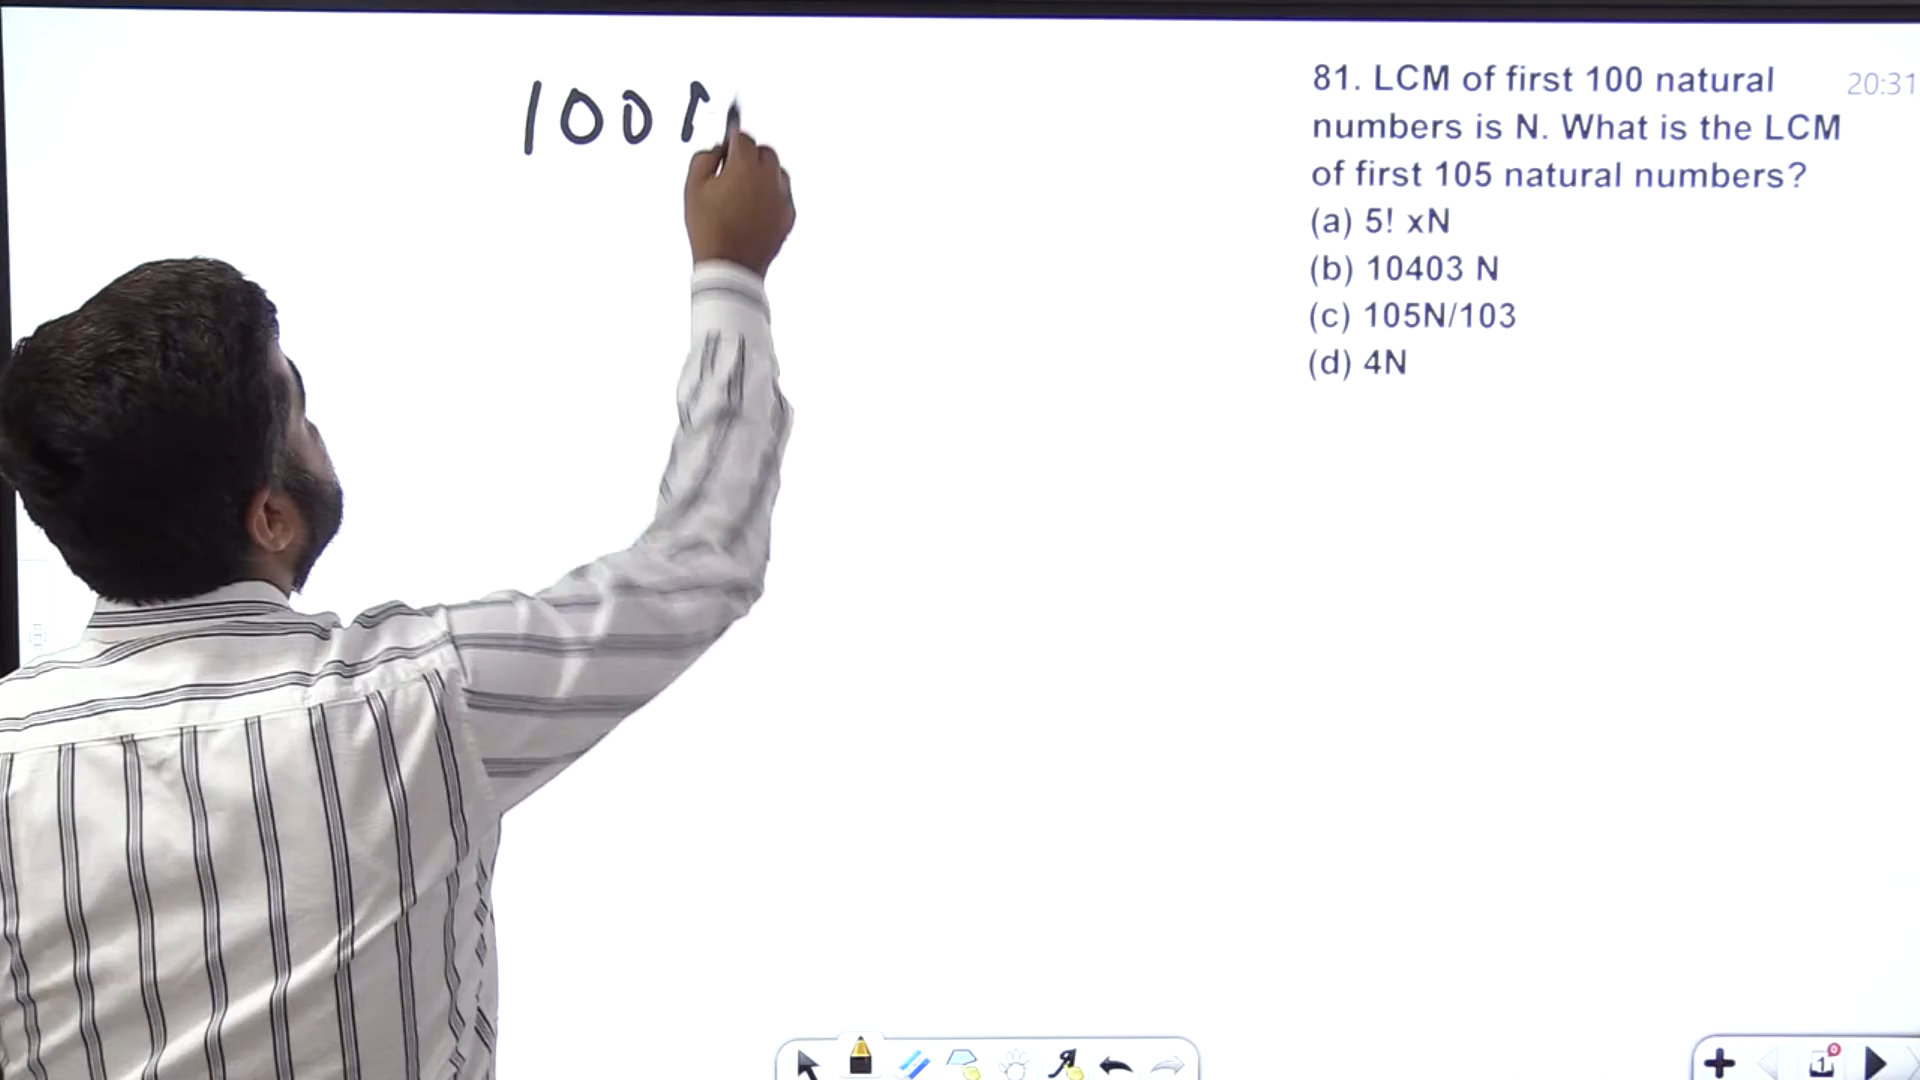 100 N
81. LCM of first 100 natural
20:31
numbers is N. What is the LCM
of first 105 natural numbers?
(a) 5! xN
(b) 10403 N
(c) 105N/103
(d) 4N
1